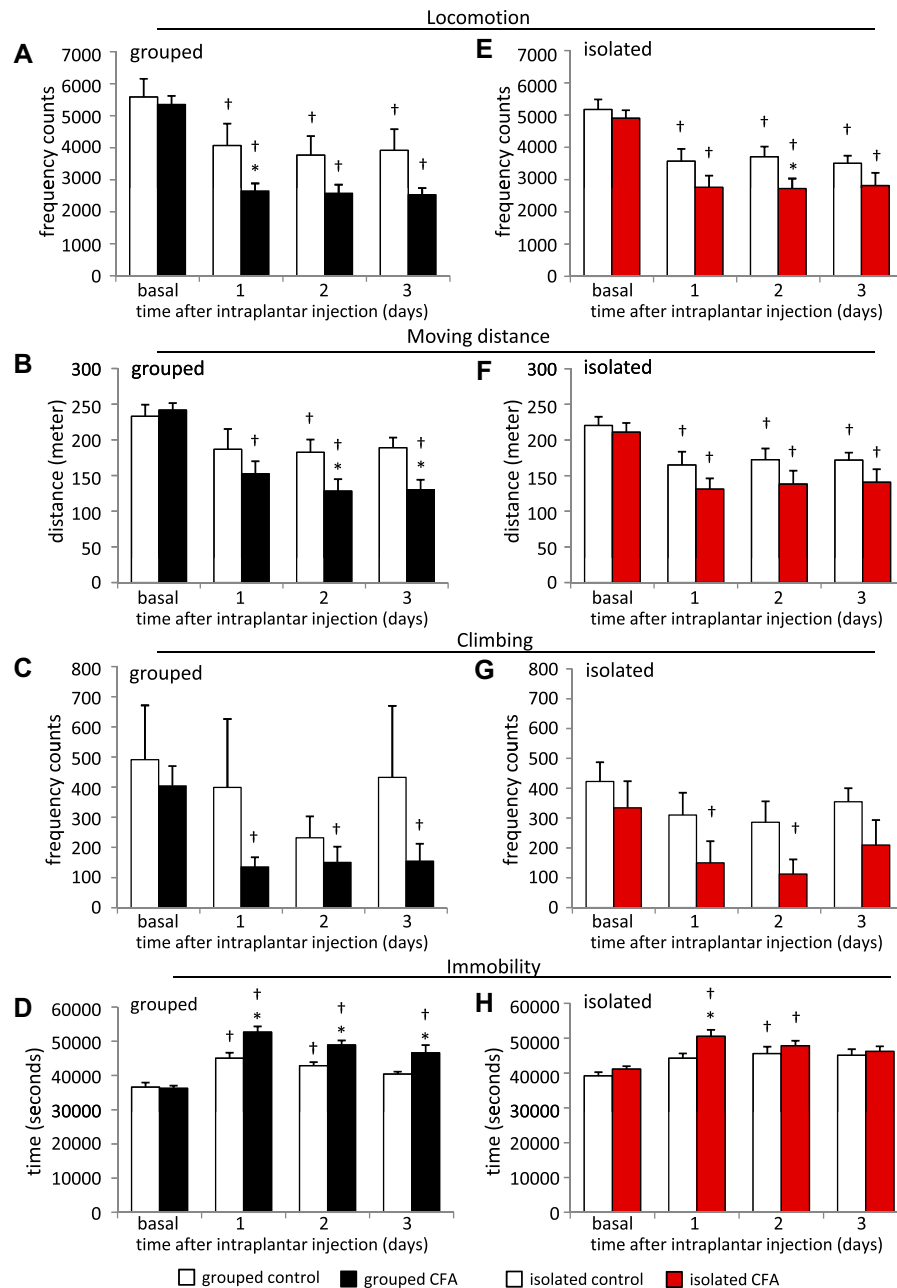 Locomotion
A
grouped
frequency counts
7000
6000
5000
4000
3000
2000
1000
0
† † † † † †
*
basal 1 2 3
time after intraplantar injection (days)
E
isolated
frequency counts
7000
6000
5000
4000
3000
2000
1000
0
† † † † † †
*
basal 1 2 3
time after intraplantar injection (days)
Moving distance
B
grouped
distance (meter)
300
250
200
150
100
50
0
† † † †
* *
basal 1 2 3
time after intraplantar injection (days)
F
isolated
distance (meter)
300
250
200
150
100
50
0
† † † † † †
basal 1 2 3
time after intraplantar injection (days)
Climbing
C
grouped
frequency counts
800
700
600
500
400
300
200
100
0
† † †
basal 1 2 3
time after intraplantar injection (days)
G
isolated
frequency counts
800
700
600
500
400
300
200
100
0
† †
basal 1 2 3
time after intraplantar injection (days)
Immobility
D
grouped
time (seconds)
60000
50000
40000
30000
20000
10000
0
† † † † †
* * *
basal 1 2 3
time after intraplantar injection (days)
H
isolated
time (seconds)
60000
50000
40000
30000
20000
10000
0
† † †
*
basal 1 2 3
time after intraplantar injection (days)
grouped control grouped CFA isolated control isolated CFA